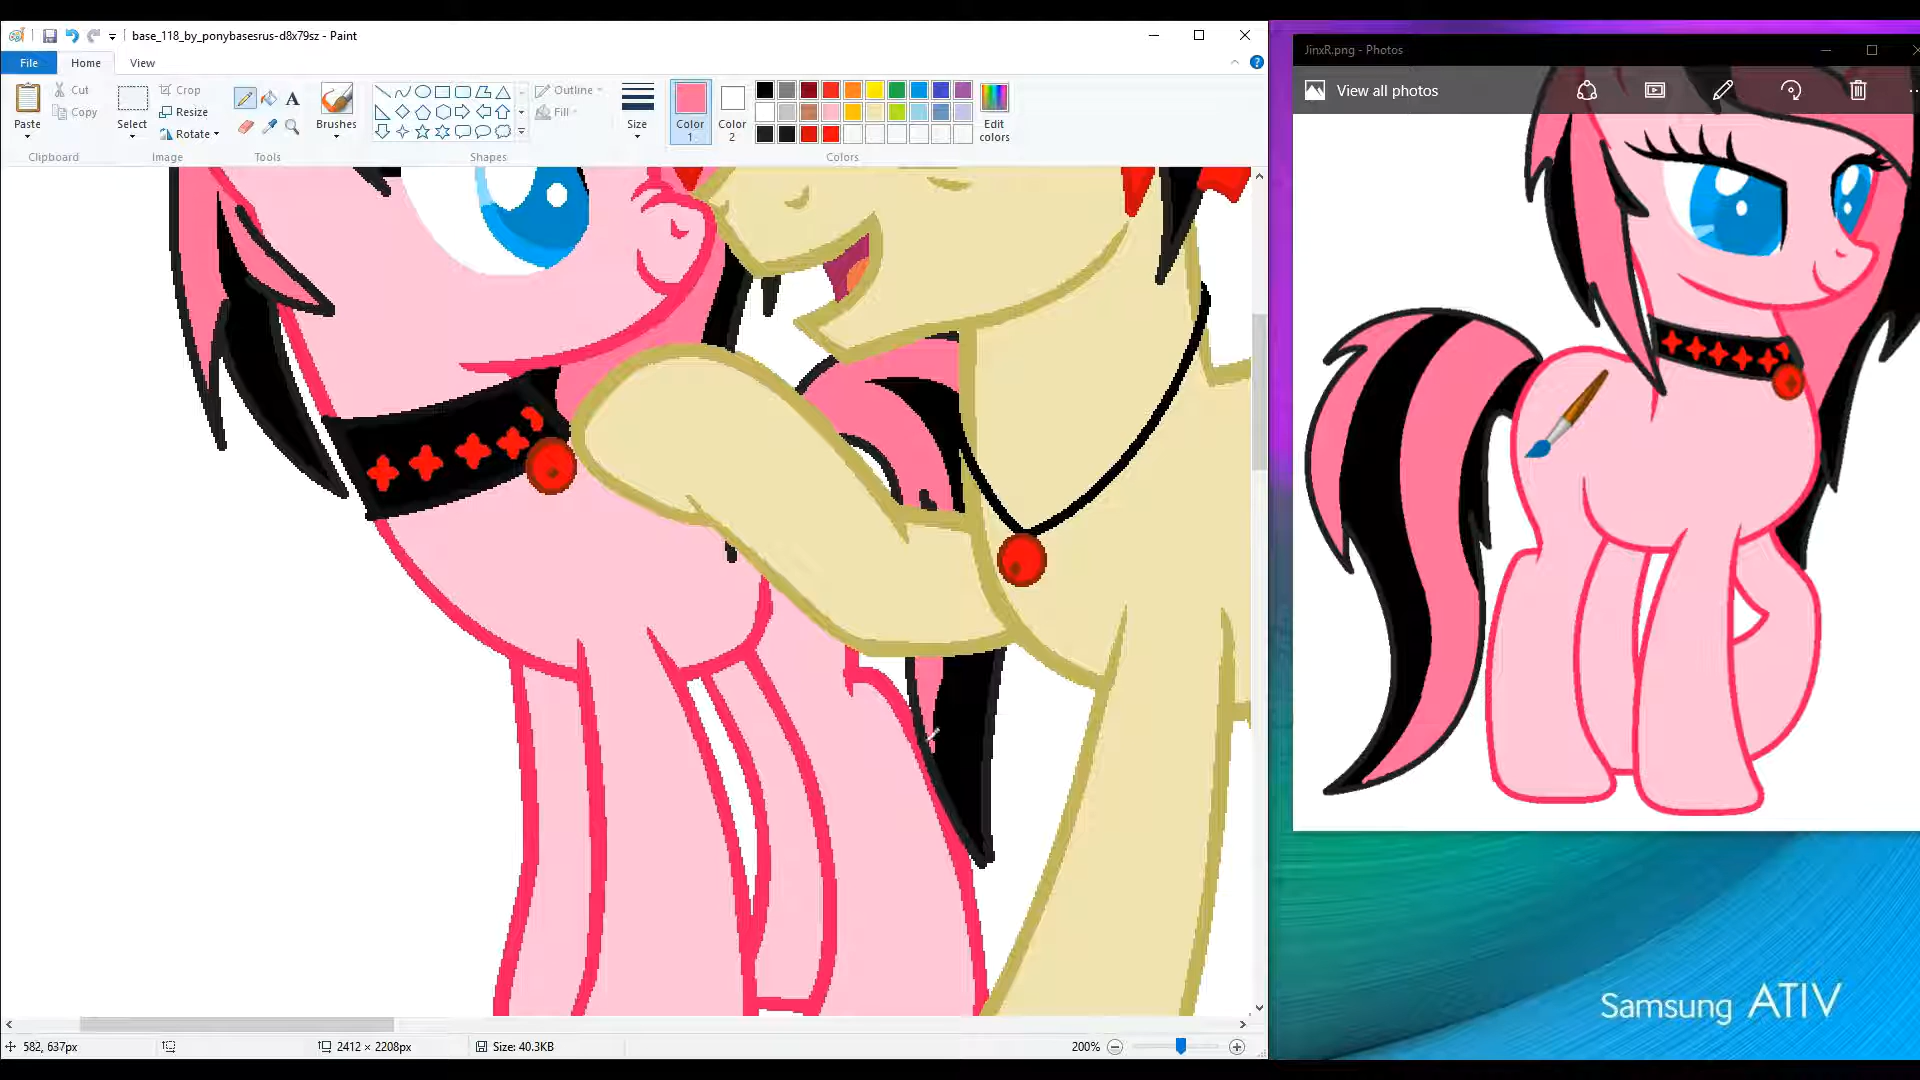 base_118_by_ponybasesrus-d8x79sz - Paint
File Home View
Paste Cut Copy Clipboard
Select Crop Resize Rotate Image
Tools
Brushes
Shapes
Outline Fill
Size
Color 1
Color 2
Edit colors
Colors
582, 637px
2412 × 2208px
Size: 40.3KB
200%
JinxR.png - Photos
View all photos
Samsung ATIV